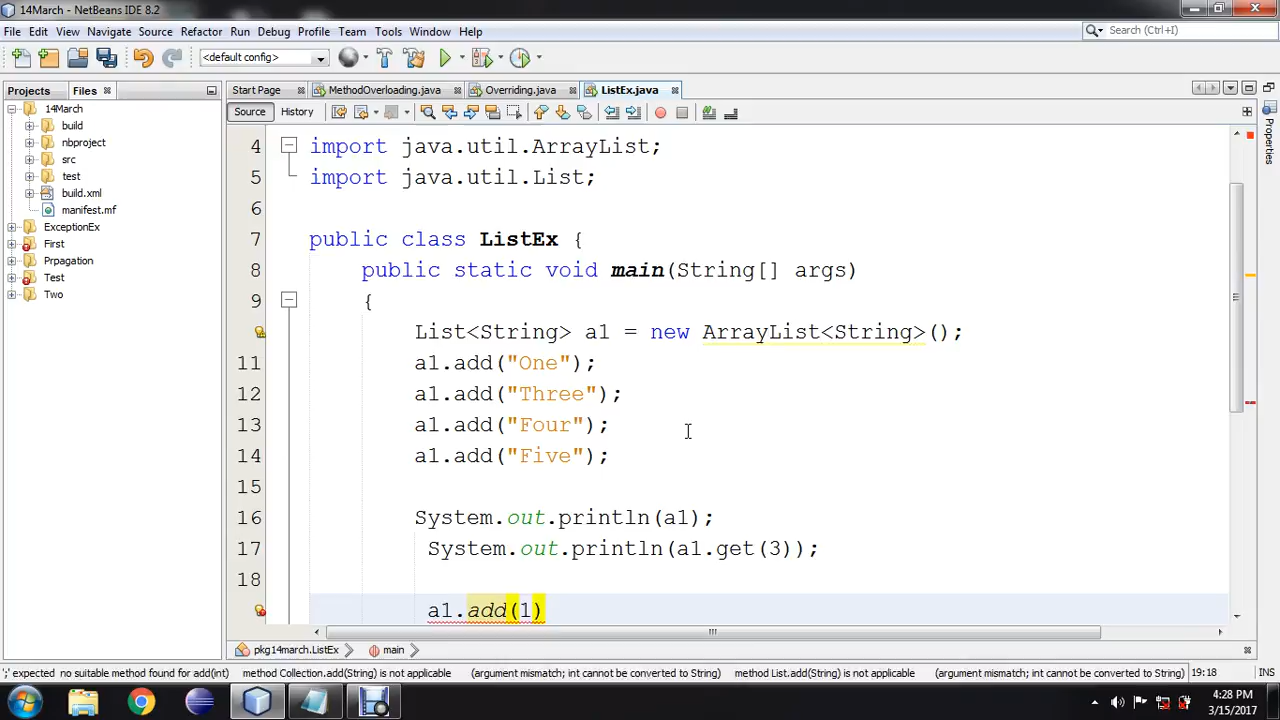 14March - NetBeans IDE 8.2
File Edit View Navigate Source Refactor Run Debug Profile Team Tools Window Help
Search (Ctrl+I)
<default config>
Projects Files
Start Page MethodOverloading.java Overriding.java ListEx.java
Source History
14March
build
nbproject
src
test
build.xml
manifest.mf
ExceptionEx
First
Prpagation
Test
Two
4 import java.util.ArrayList;
5 import java.util.List;
6
7 public class ListEx {
8 public static void main(String[] args)
9 {
List<String> a1 = new ArrayList<String>();
11 a1.add("One");
12 a1.add("Three");
13 a1.add("Four");
14 a1.add("Five");
15
16 System.out.println(a1);
17 System.out.println(a1.get(3));
18
a1.add(1)
Properties
pkg14march.ListEx main
';' expected no suitable method found for add(int) method Collection.add(String) is not applicable (argument mismatch; int cannot be converted to String) method List.add(String) is not applicable (argument mismatch; int cannot be converted to String) 19:18 INS
4:28 PM
3/15/2017